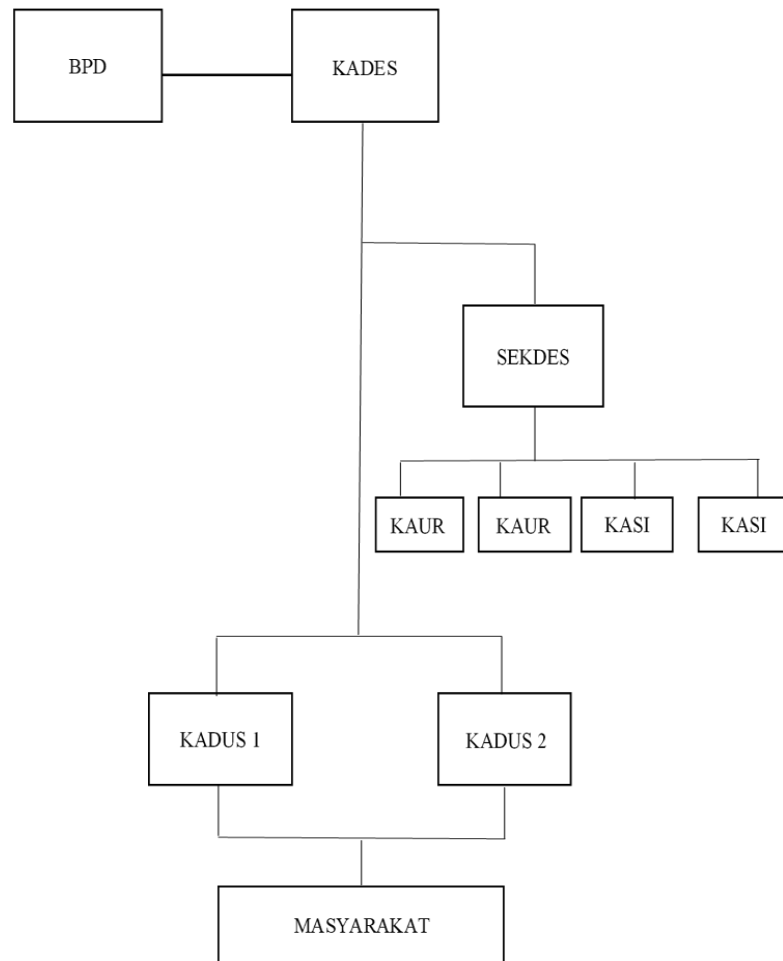 BPD
KADES
SEKDES
KAUR
KAUR
KASI
KASI
KADUS 1
KADUS 2
MASYARAKAT